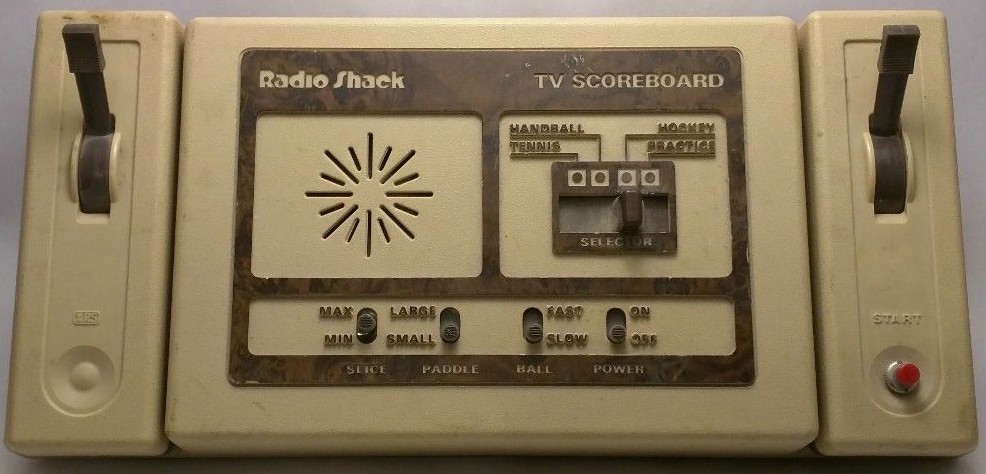 Radio Shack
TV SCOREBOARD
HANDBALL
HOCKEY
TENNIS
PRACTICE
SELECTOR
MAX
LARGE
FAST
ON
MIN
SMALL
SLOW
OFF
SLICE
PADDLE
BALL
POWER
START